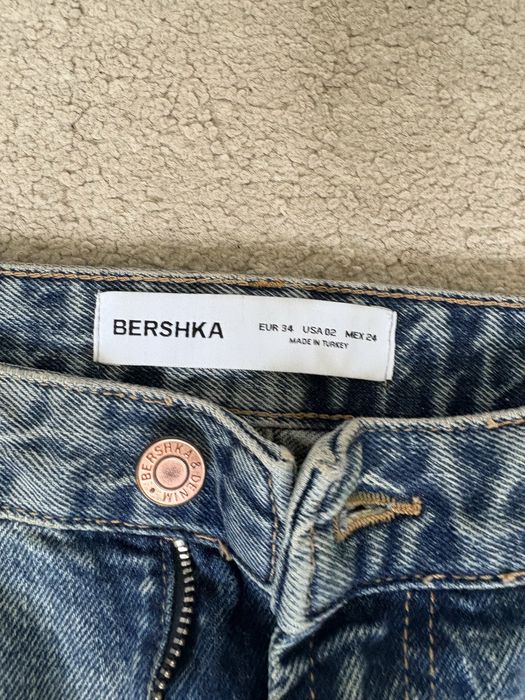 BERSHKA
EUR 34 USA 02 MEX 24
MADE IN TURKEY
BERSHKA & DENIM